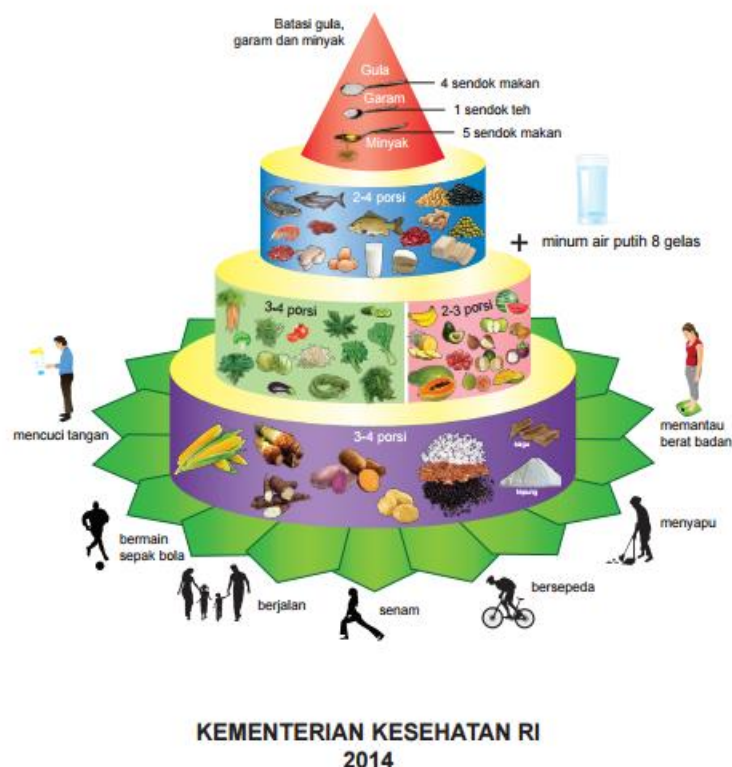 Batasi gula,
garam dan minyak
Gula
4 sendok makan
Garam
1 sendok teh
5 sendok makan
Minyak
2-4 porsi
+ minum air putih 8 gelas
3-4 porsi
2-3 porsi
mencuci tangan
memantau
berat badan
3-4 porsi
sagu
tepung
bermain
sepak bola
menyapu
berjalan
senam
bersepeda
KEMENTERIAN KESEHATAN RI
2014